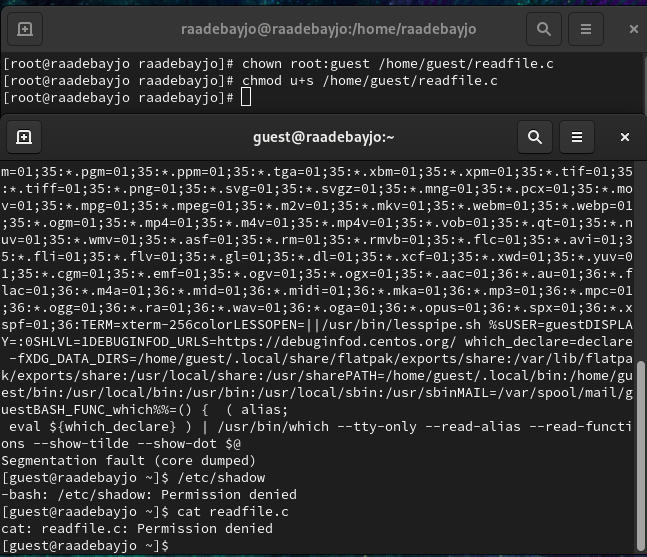 raadebayjo@raadebayjo:/home/raadebayjo
[root@raadebayjo raadebayjo]# chown root:guest /home/guest/readfile.c
[root@raadebayjo raadebayjo]# chmod u+s /home/guest/readfile.c
[root@raadebayjo raadebayjo]#
guest@raadebayjo:~
m=01;35:*.pgm=01;35:*.ppm=01;35:*.tga=01;35:*.xbm=01;35:*.xpm=01;35:*.tif=01;35
:*.tiff=01;35:*.png=01;35:*.svg=01;35:*.svgz=01;35:*.mng=01;35:*.pcx=01;35:*.mo
v=01;35:*.mpg=01;35:*.mpeg=01;35:*.m2v=01;35:*.mkv=01;35:*.webm=01;35:*.webp=01
;35:*.ogm=01;35:*.mp4=01;35:*.m4v=01;35:*.mp4v=01;35:*.vob=01;35:*.qt=01;35:*.n
uv=01;35:*.wmv=01;35:*.asf=01;35:*.rm=01;35:*.rmvb=01;35:*.flc=01;35:*.avi=01;3
5:*.fli=01;35:*.flv=01;35:*.gl=01;35:*.dl=01;35:*.xcf=01;35:*.xwd=01;35:*.yuv=0
1;35:*.cgm=01;35:*.emf=01;35:*.ogv=01;35:*.ogx=01;35:*.aac=01;36:*.au=01;36:*.f
lac=01;36:*.m4a=01;36:*.mid=01;36:*.midi=01;36:*.mka=01;36:*.mp3=01;36:*.mpc=01
;36:*.ogg=01;36:*.ra=01;36:*.wav=01;36:*.oga=01;36:*.opus=01;36:*.spx=01;36:*.x
spf=01;36:TERM=xterm-256colorLESSOPEN=||/usr/bin/lesspipe.sh %sUSER=guestDISPLA
Y=:0SHLVL=1DEBUGINFOD_URLS=https://debuginfod.centos.org/ which_declare=declare
 -fXDG_DATA_DIRS=/home/guest/.local/share/flatpak/exports/share:/var/lib/flatpa
k/exports/share:/usr/local/share/:/usr/sharePATH=/home/guest/.local/bin:/home/gu
est/bin:/usr/local/bin:/usr/bin:/usr/local/sbin:/usr/sbinMAIL=/var/spool/mail/g
uestBASH_FUNC_which%%=() {  ( alias;
 eval ${which_declare} ) | /usr/bin/which --tty-only --read-alias --read-functi
ons --show-tilde --show-dot $@
Segmentation fault (core dumped)
[guest@raadebayjo ~]$ /etc/shadow
-bash: /etc/shadow: Permission denied
[guest@raadebayjo ~]$ cat readfile.c
cat: readfile.c: Permission denied
[guest@raadebayjo ~]$